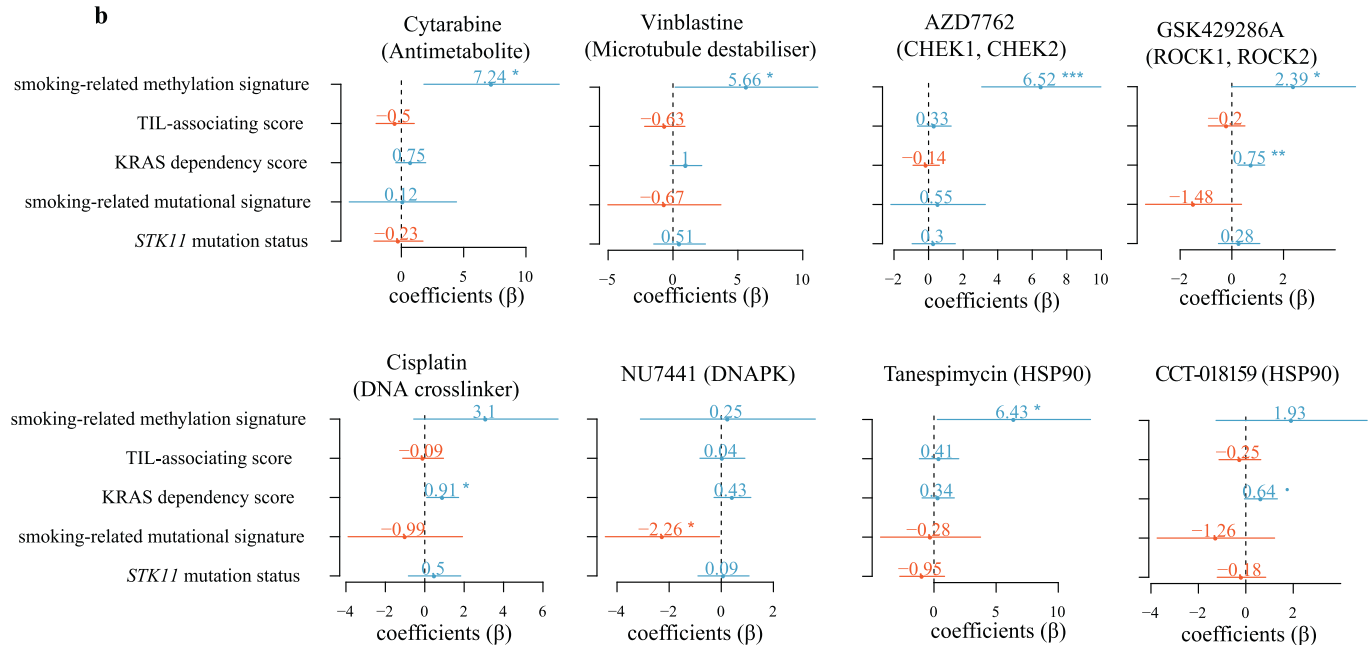 b
Cytarabine
(Antimetabolite)
Vinblastine
(Microtubule destabiliser)
AZD7762
(CHEK1, CHEK2)
GSK429286A
(ROCK1, ROCK2)
smoking-related methylation signature
7.24 *
5.66 *
6.52 ***
2.39 *
TIL-associating score
−0.5
−0.63
0.33
−0.2
KRAS dependency score
0.75
1
−0.14
0.75 **
smoking-related mutational signature
0.12
−0.67
0.55
−1.48
STK11 mutation status
−0.23
0.51
0.3
0.28
0 5 10
−5 0 5 10
−2 0 2 4 6 8 10
−2 0 2
coefficients (β)
coefficients (β)
coefficients (β)
coefficients (β)
Cisplatin
(DNA crosslinker)
NU7441 (DNAPK)
Tanespimycin (HSP90)
CCT-018159 (HSP90)
smoking-related methylation signature
3.1
0.25
6.43 *
1.93
TIL-associating score
−0.09
0.04
0.41
−0.25
KRAS dependency score
0.91 *
0.43
0.34
0.64 ·
smoking-related mutational signature
−0.99
−2.26 *
−0.28
−1.26
STK11 mutation status
0.5
0.09
−0.95
−0.18
−4 −2 0 2 4 6
−4 −2 0 2
0 5 10
−4 −2 0 2
coefficients (β)
coefficients (β)
coefficients (β)
coefficients (β)